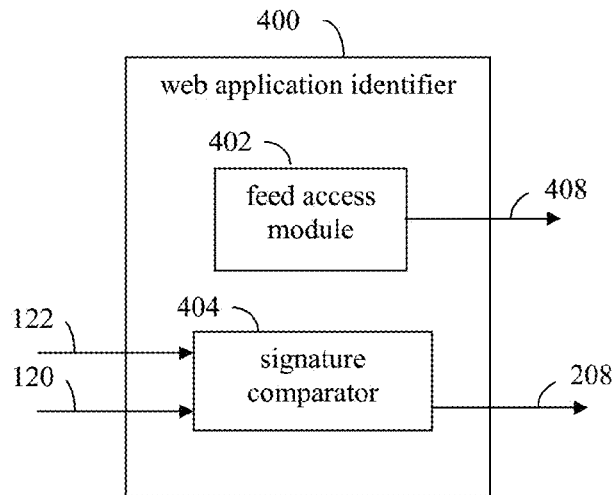 400
web application identifier
402
feed access
module
408
404
122
signature
comparator
120
208